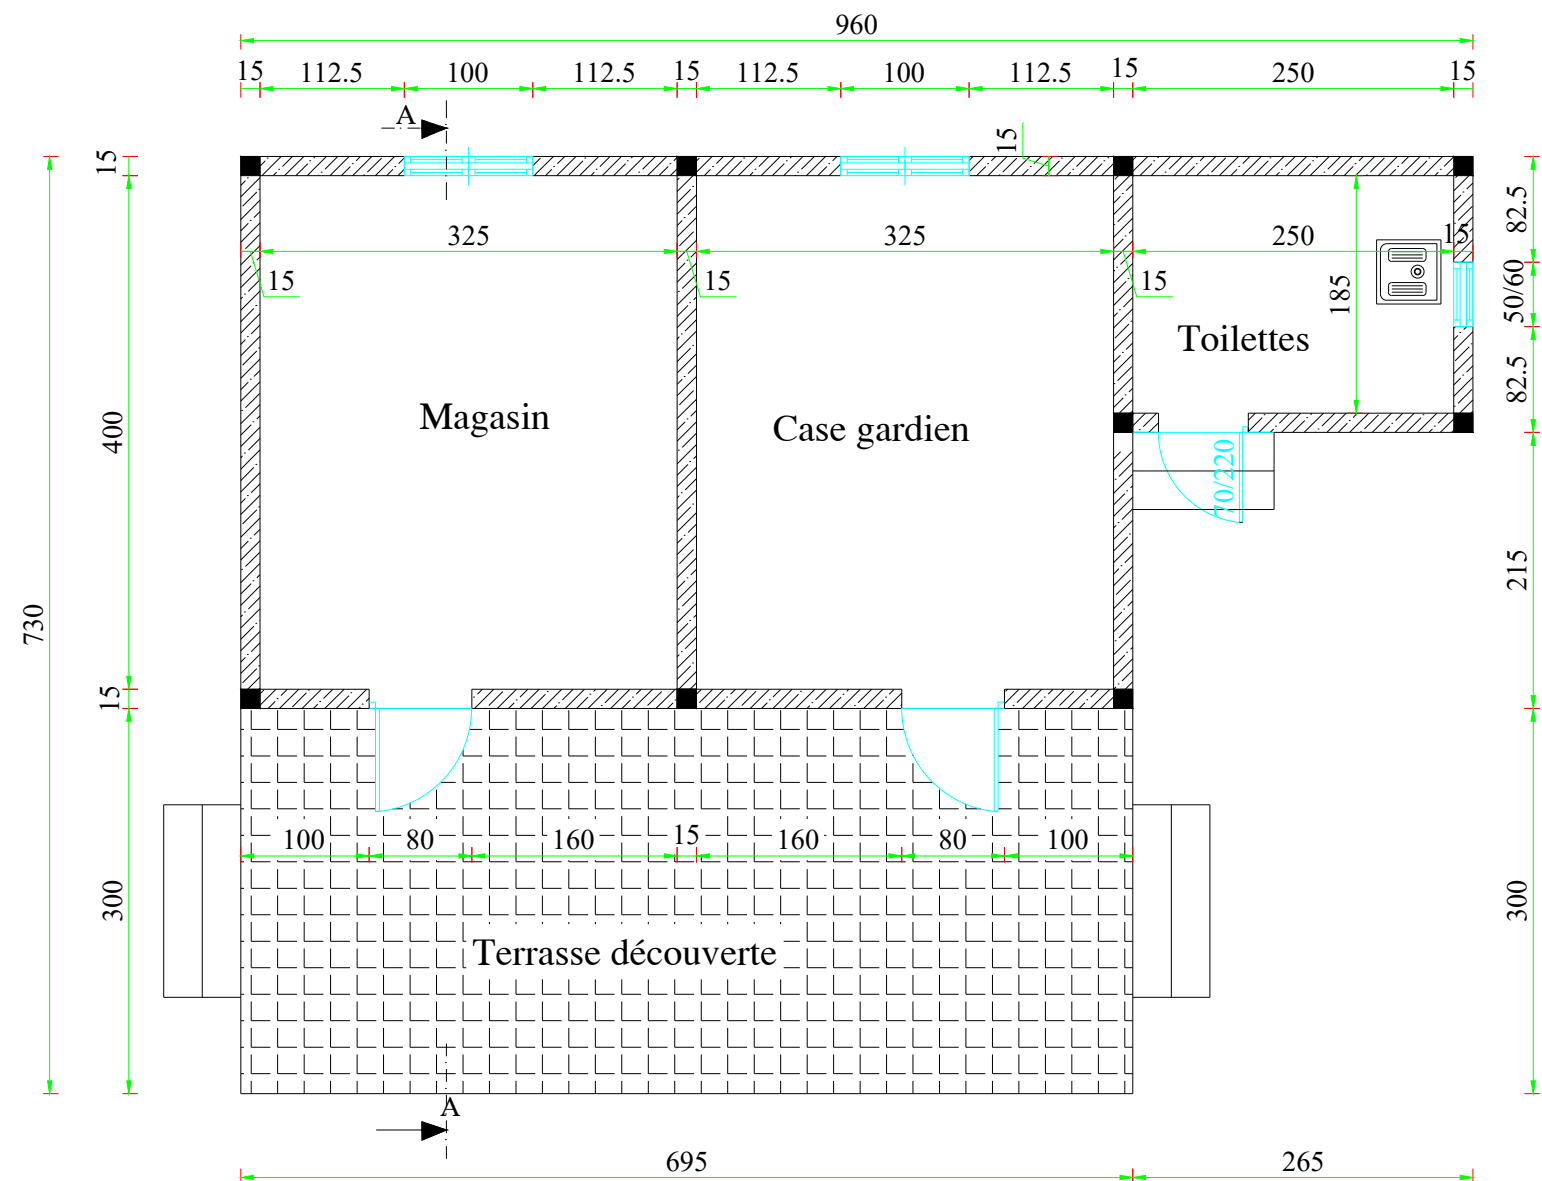 960
15 112.5 100 112.5 15 112.5 100 112.5 15 250 15
A
15
15
82.5
325 325 250 15
15 15 15
185
50/60
Toilettes
82.5
Magasin
Case gardien
400
70/220
215
730
15
100 80 160 15 160 80 100
300
300
Terrasse découverte
A
695 265